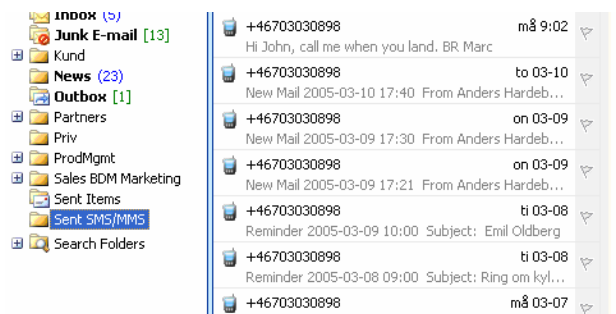 Inbox (5)
Junk E-mail [13]
Kund
News (23)
Outbox [1]
Partners
Priv
ProdMgmt
Sales BDM Marketing
Sent Items
Sent SMS/MMS
Search Folders
+46703030898 må 9:02
Hi John, call me when you land. BR Marc
+46703030898 to 03-10
New Mail 2005-03-10 17:40 From Anders Hardeb...
+46703030898 on 03-09
New Mail 2005-03-09 17:30 From Anders Hardeb...
+46703030898 on 03-09
New Mail 2005-03-09 17:21 From Anders Hardeb...
+46703030898 ti 03-08
Reminder 2005-03-09 10:00 Subject: Emil Oldberg
+46703030898 ti 03-08
Reminder 2005-03-08 09:00 Subject: Ring om kyl...
+46703030898 må 03-07